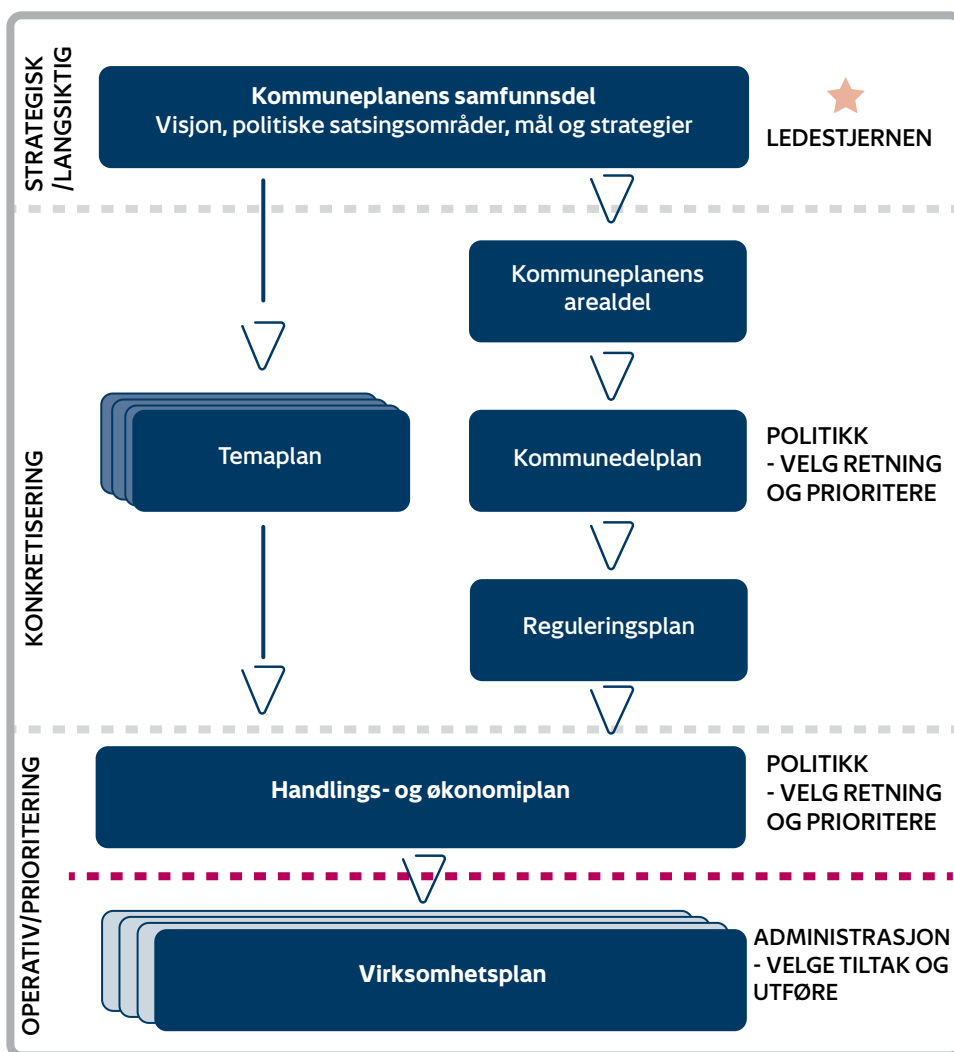 STRATEGISK
/LANGSIKTIG
Kommuneplanens samfunnsdel
Visjon, politiske satsingsområder, mål og strategier
LEDESTJERNEN
KONKRETISERING
Kommuneplanens
arealdel
Temaplan
Kommunedelplan
POLITIKK
- VELG RETNING
OG PRIORITERE
Reguleringsplan
OPERATIV/PRIORITERING
Handlings- og økonomiplan
POLITIKK
- VELG RETNING
OG PRIORITERE
Virksomhetsplan
ADMINISTRASJON
- VELGE TILTAK OG
UTFØRE